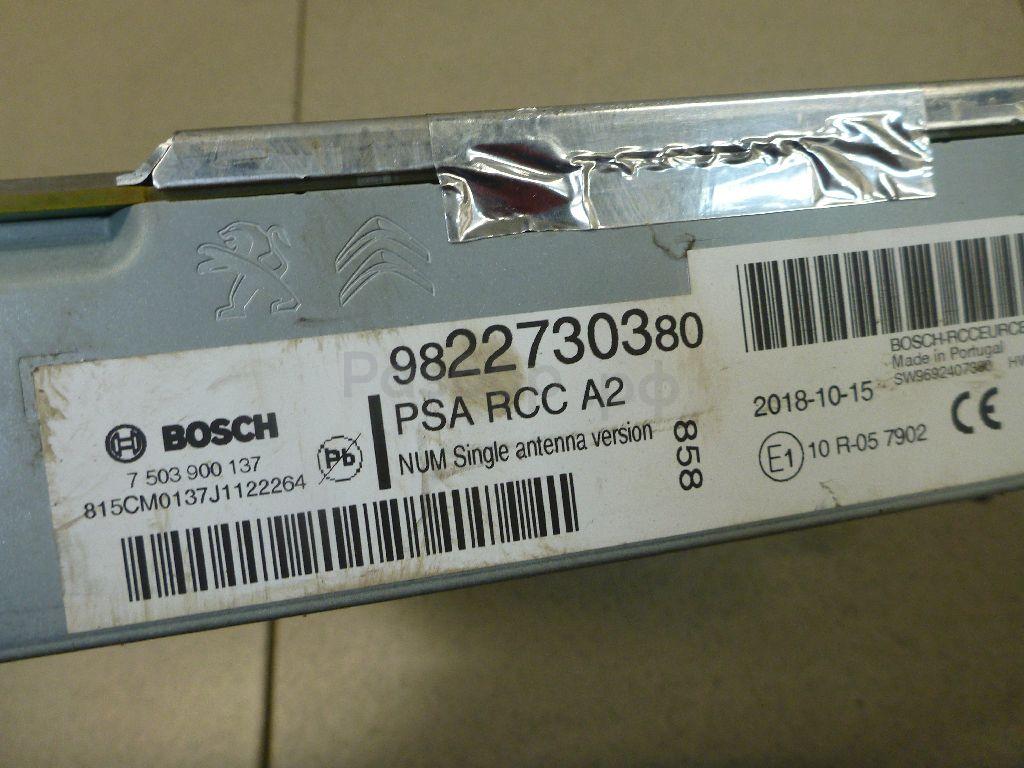 9822730380
PSA RCC A2
NUM Single antenna version
BOSCH
7 503 900 137
815CM0137J1122264
Pb
858
BOSCH-RCCEURCE
Made in Portugal
2018-10-15
CE
E1 10 R-05 7902